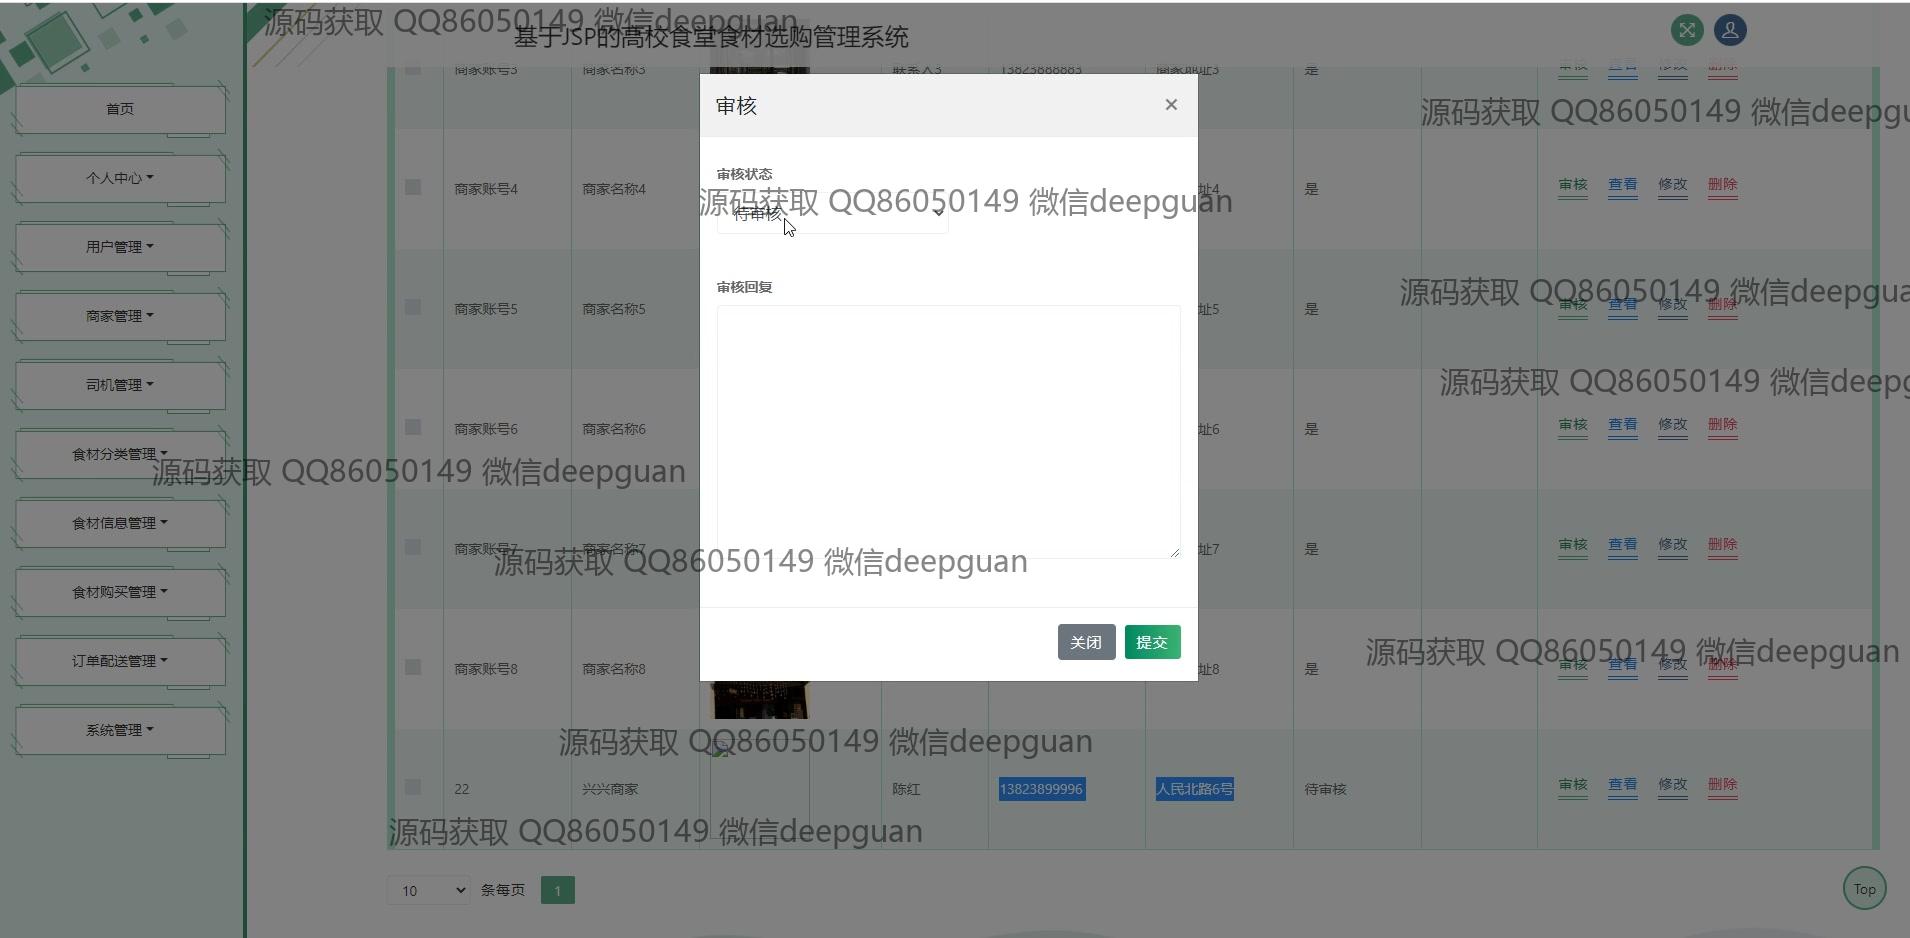 源码获取 QQ86050149 微信deepguan
基于JSP的高校食堂食材选购管理系统
首页
个人中心
用户管理
商家管理
司机管理
食材分类管理
食材信息管理
食材购买管理
订单配送管理
系统管理
商家账号3 商家名称3 联系人3 13823888883 商家地址3 是 审核 查看 修改 删除
源码获取 QQ86050149 微信deepgu
商家账号4 商家名称4 址4 是 审核 查看 修改 删除
源码获取 QQ86050149 微信deepgua
商家账号5 商家名称5 址5 是 审核 查看 修改 删除
源码获取 QQ86050149 微信deepg
商家账号6 商家名称6 址6 是 审核 查看 修改 删除
源码获取 QQ86050149 微信deepguan
商家账号7 商家名称7 址7 是 审核 查看 修改 删除
源码获取 QQ86050149 微信deepguan
商家账号8 商家名称8 址8 是 审核 查看 修改 删除
源码获取 QQ86050149 微信deepguan
源码获取 QQ86050149 微信deepguan
22 兴兴商家 陈红 13823899996 人民北路6号 待审核 审核 查看 修改 删除
源码获取 QQ86050149 微信deepguan
审核 ×
审核状态
源码获取 QQ86050149 微信deepguan
待审核
审核回复
关闭 提交
10 条每页 1
Top